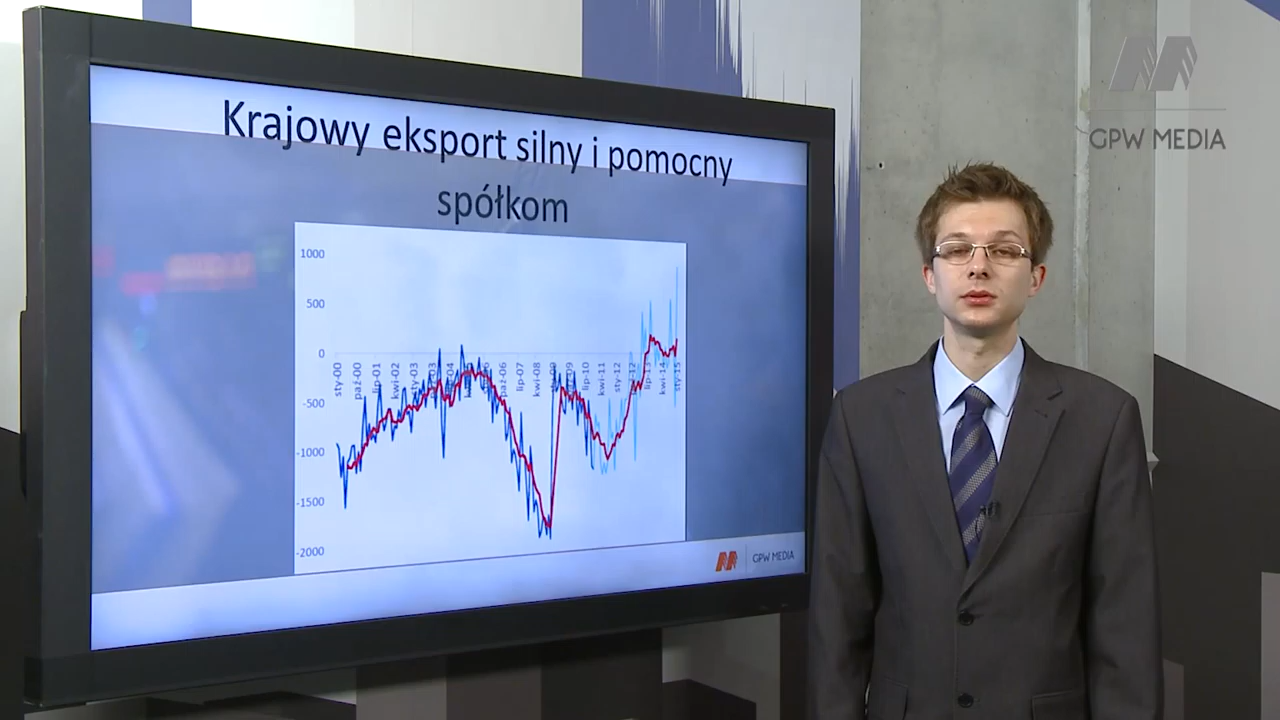 GPW MEDIA
Krajowy eksport silny i pomocny
spółkom
1000
500
0
-500
-1000
-1500
-2000
sty-00
paź-00
lip-01
kwi-02
sty-03
paź-06
lip-07
kwi-08
lip-10
kwi-11
sty-12
lip-13
kwi-14
sty-15
GPW MEDIA